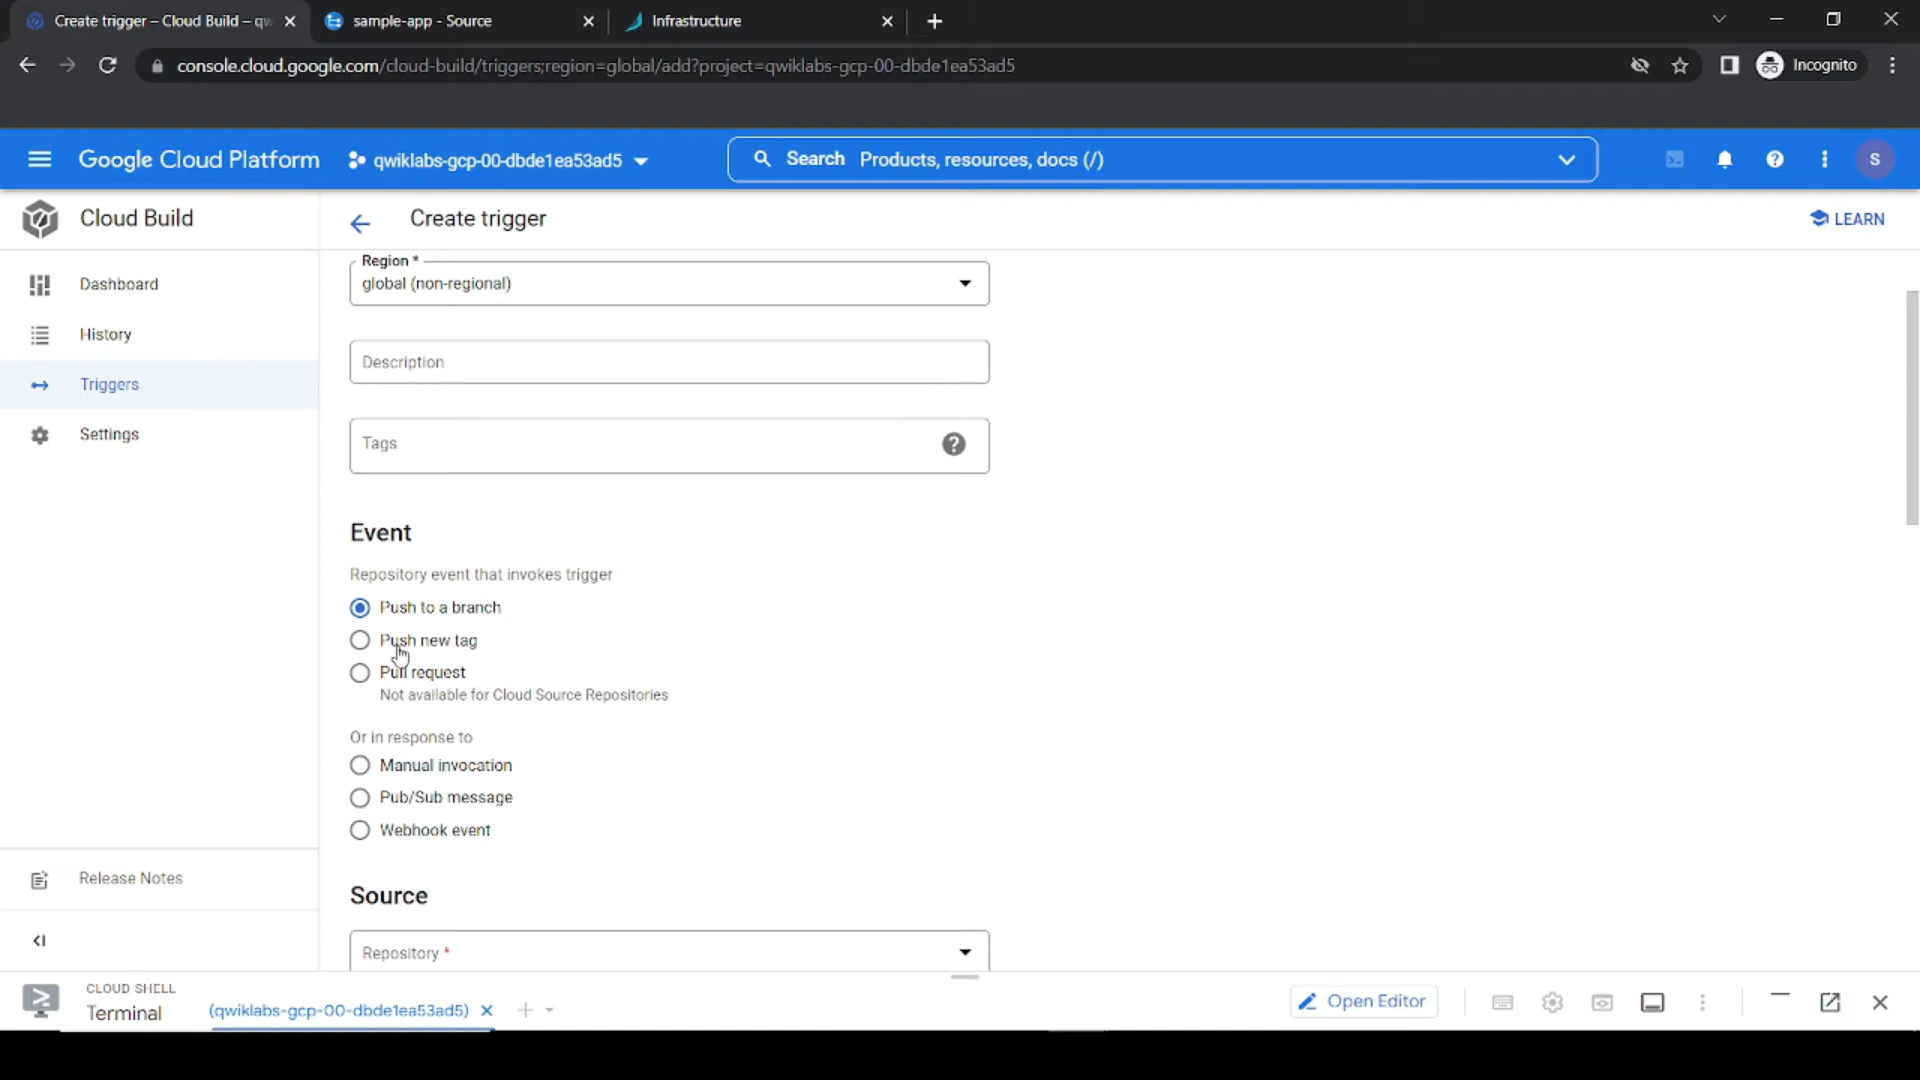 Create trigger – Cloud Build – qw
sample-app - Source
Infrastructure
console.cloud.google.com/cloud-build/triggers;region=global/add?project=qwiklabs-gcp-00-dbde1ea53ad5
Incognito
Google Cloud Platform
qwiklabs-gcp-00-dbde1ea53ad5
Search Products, resources, docs (/)
S
Cloud Build
Create trigger
LEARN
Dashboard
History
Triggers
Settings
Release Notes
Region *
global (non-regional)
Description
Tags
Event
Repository event that invokes trigger
Push to a branch
Push new tag
Pull request
Not available for Cloud Source Repositories
Or in response to
Manual invocation
Pub/Sub message
Webhook event
Source
Repository *
CLOUD SHELL
Terminal
(qwiklabs-gcp-00-dbde1ea53ad5)
Open Editor